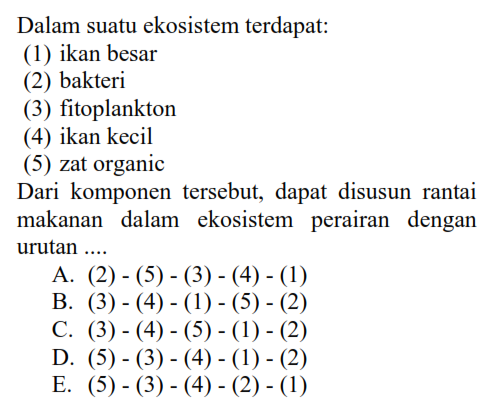 Dalam suatu ekosistem terdapat:
(1) ikan besar
(2) bakteri
(3) fitoplankton
(4) ikan kecil
(5) zat organic
Dari komponen tersebut, dapat disusun rantai
makanan dalam ekosistem perairan dengan
urutan ....
A. (2) - (5) - (3) - (4) - (1)
B. (3) - (4) - (1) - (5) - (2)
C. (3) - (4) - (5) - (1) - (2)
D. (5) - (3) - (4) - (1) - (2)
E. (5) - (3) - (4) - (2) - (1)